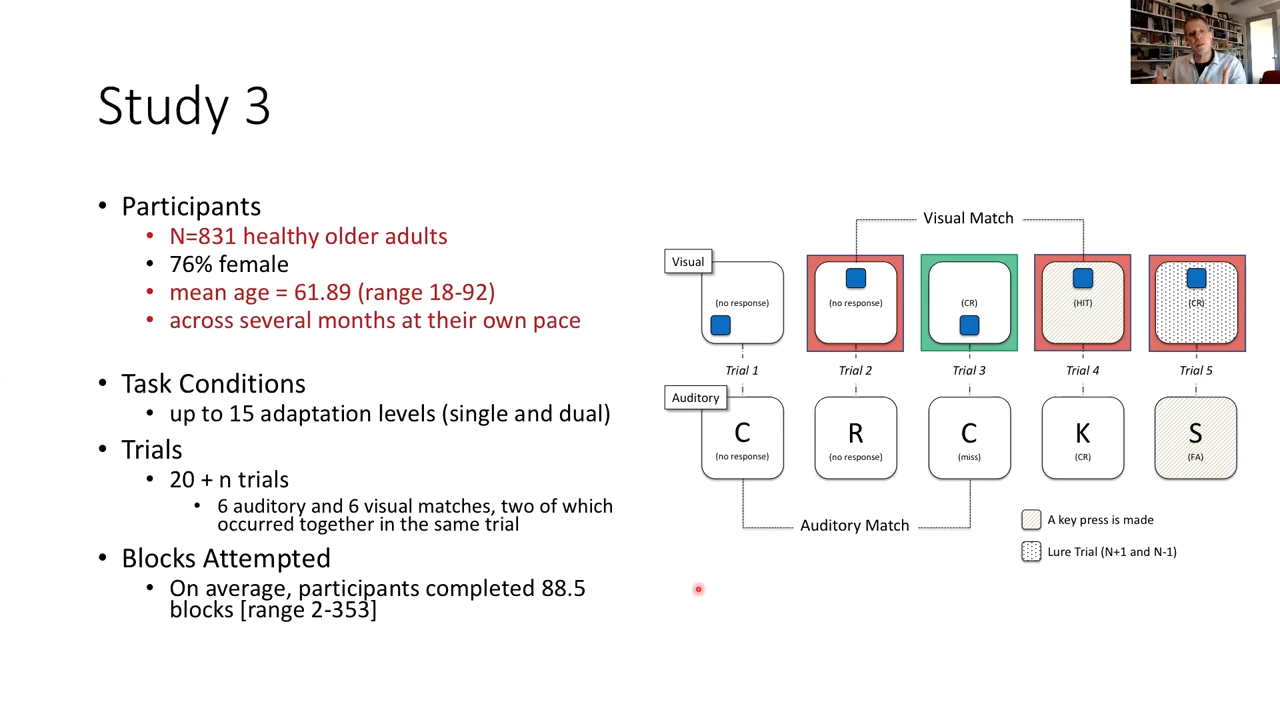 Study 3
• Participants
• N=831 healthy older adults
• 76% female
• mean age = 61.89 (range 18-92)
• across several months at their own pace
• Task Conditions
• up to 15 adaptation levels (single and dual)
• Trials
• 20 + n trials
• 6 auditory and 6 visual matches, two of which
occurred together in the same trial
• Blocks Attempted
• On average, participants completed 88.5
blocks [range 2-353]
Visual Match
Visual
(no response)
(no response)
(CR)
(HIT)
(CR)
Trial 1
Trial 2
Trial 3
Trial 4
Trial 5
Auditory
C
R
C
K
S
(no response)
(no response)
(miss)
(CR)
(FA)
Auditory Match
A key press is made
Lure Trial (N+1 and N-1)